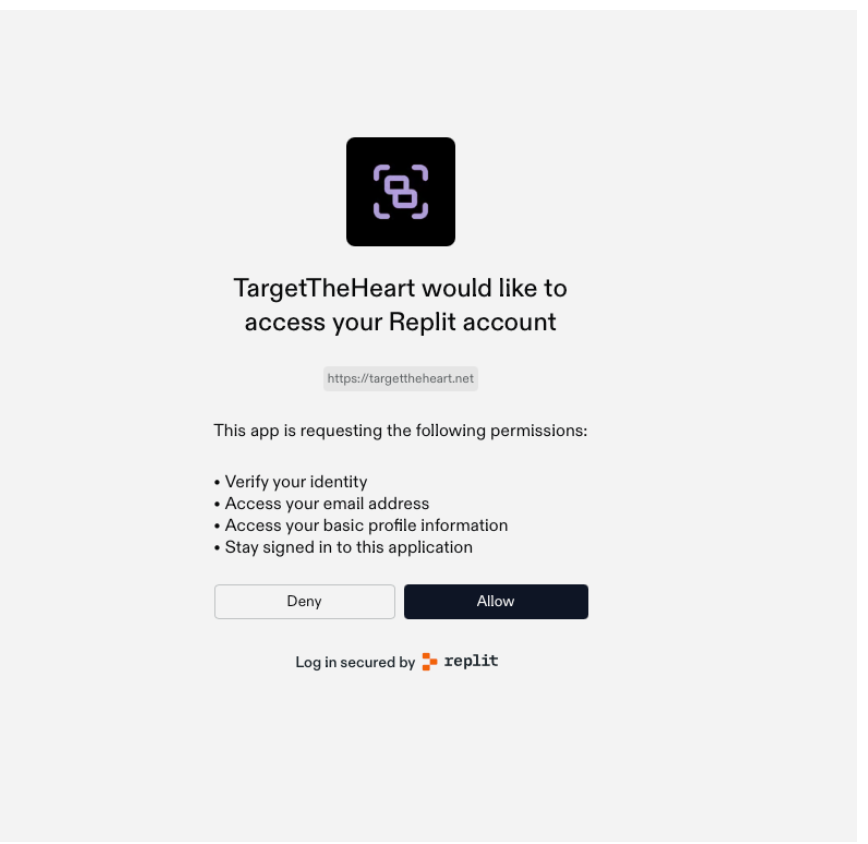 TargetTheHeart would like to
access your Replit account
https://targettheheart.net
This app is requesting the following permissions:
• Verify your identity
• Access your email address
• Access your basic profile information
• Stay signed in to this application
Deny Allow
Log in secured by replit